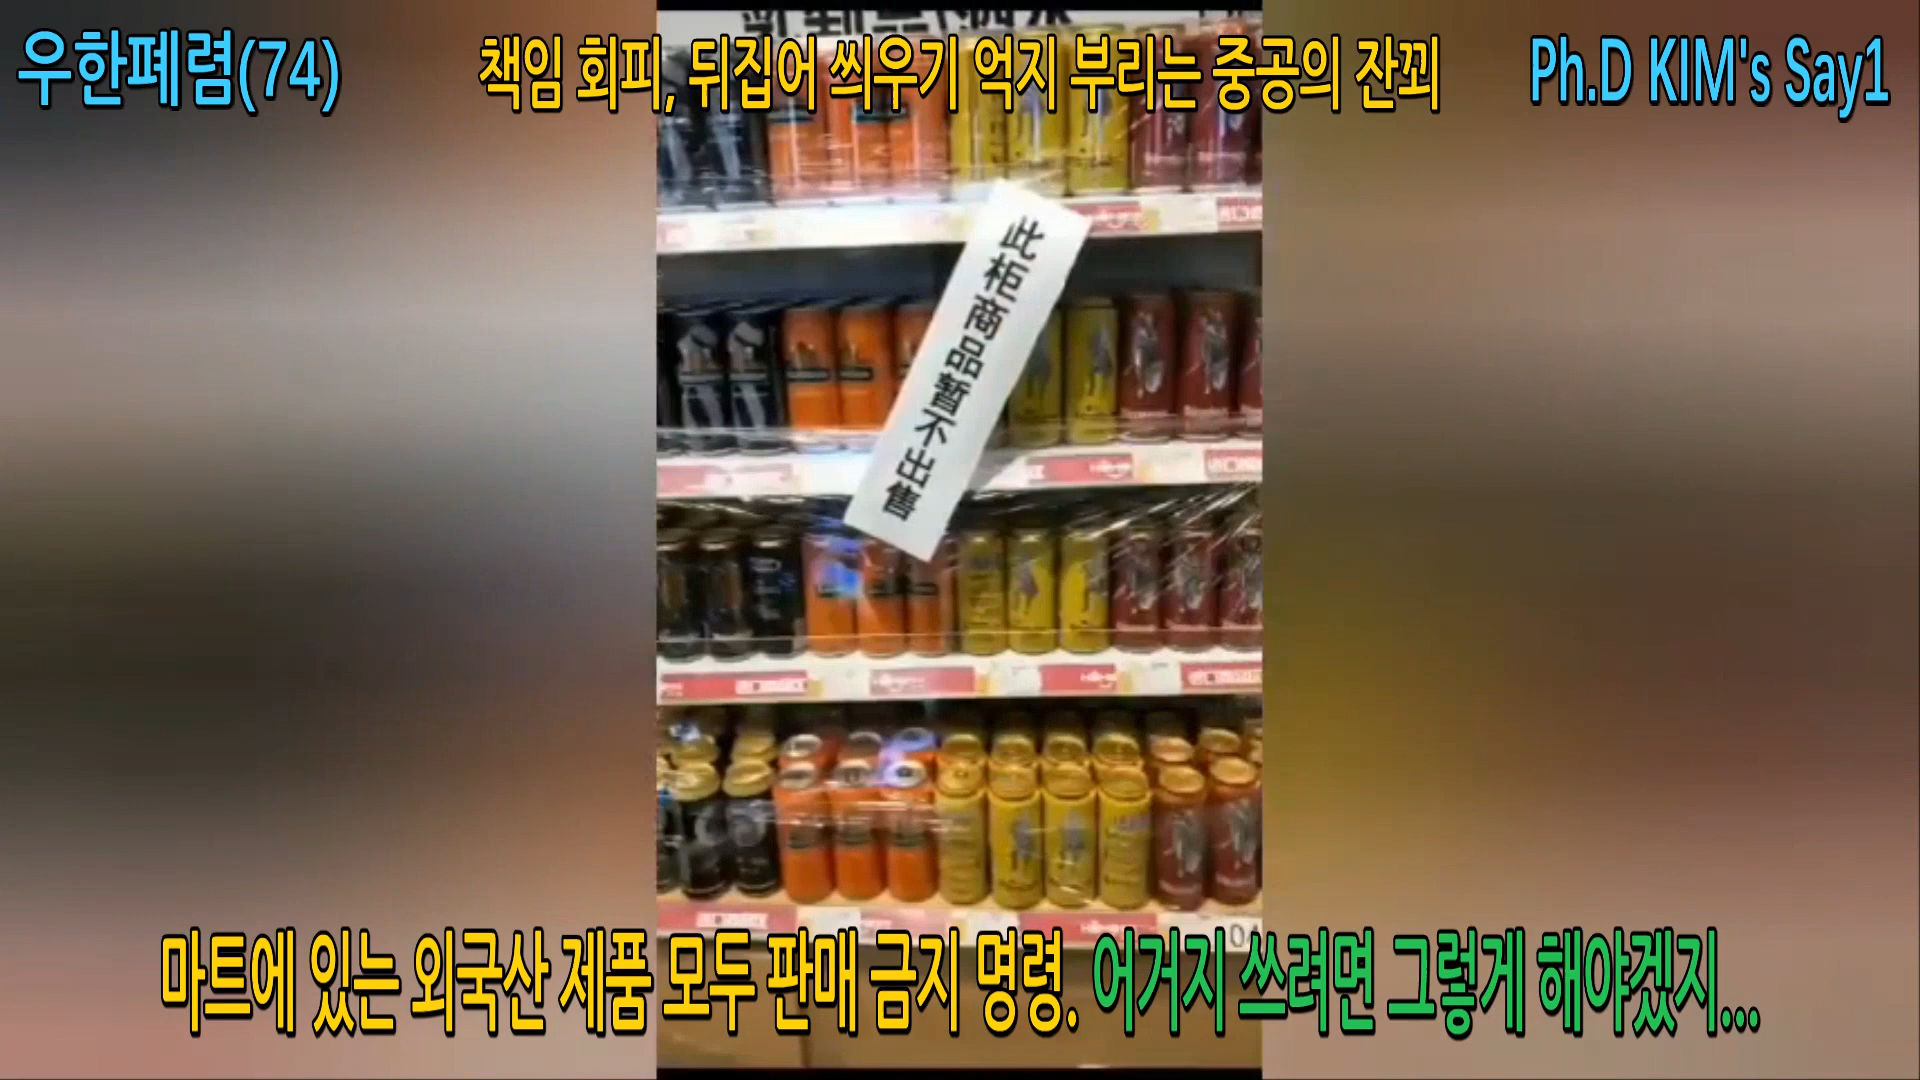 우한폐렴(74)
책임 회피, 뒤집어 씌우기 억지 부리는 중공의 잔꾀
Ph.D KIM's Say1
此柜商品暂不出售
마트에 있는 외국산 제품 모두 판매 금지 명령. 어거지 쓰려면 그렇게 해야겠지...